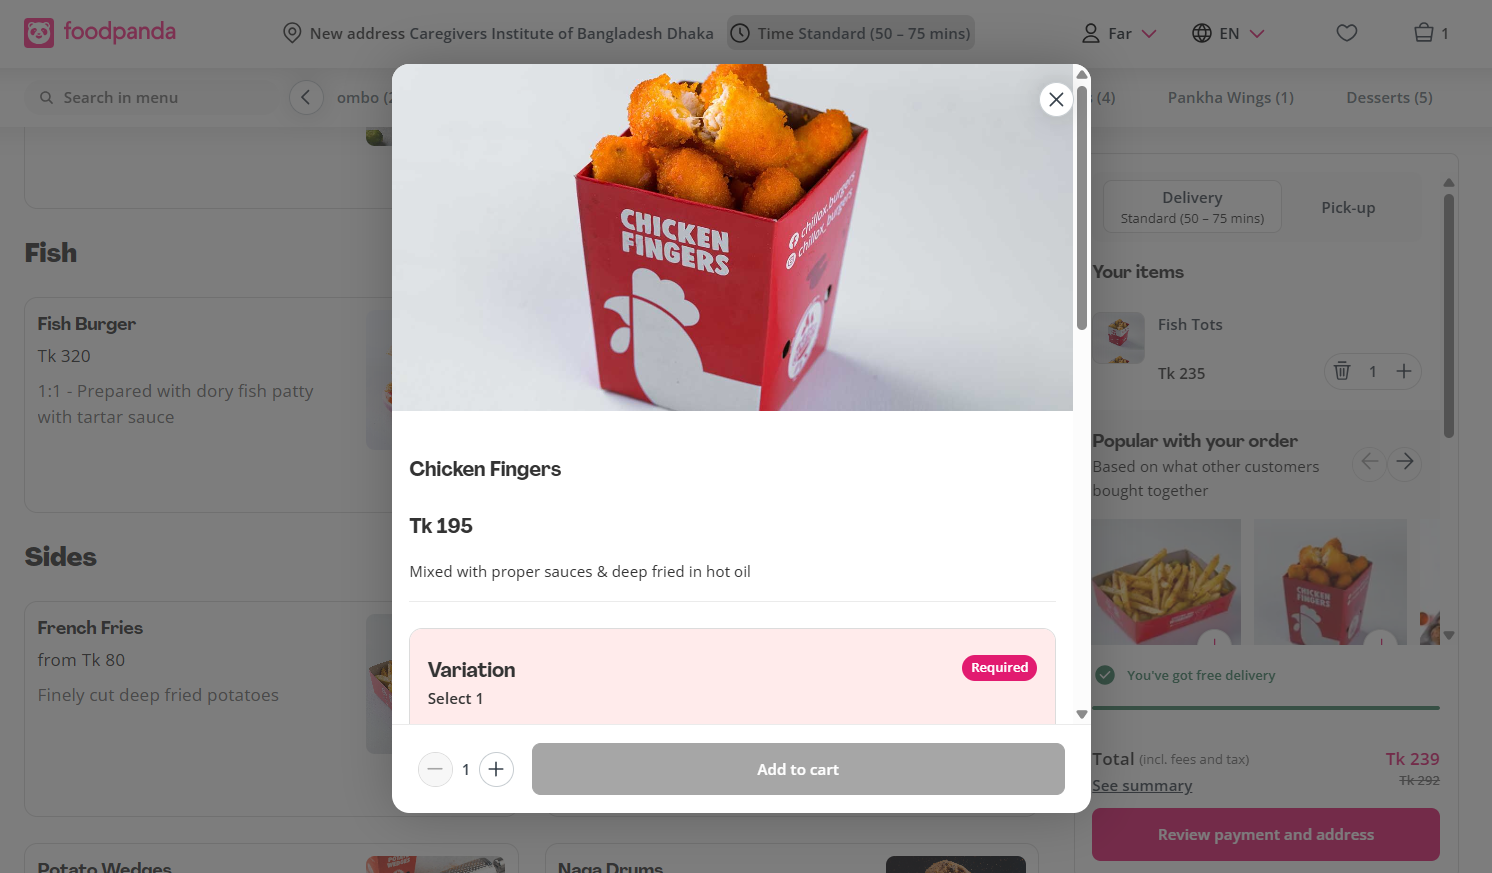 foodpanda
New address Caregivers Institute of Bangladesh Dhaka
Time Standard (50 – 75 mins)
Far
EN
1
Search in menu
ombo (2
(4)
Pankha Wings (1)
Desserts (5)
Fish
Fish Burger
Tk 320
1:1 - Prepared with dory fish patty
with tartar sauce
Sides
French Fries
from Tk 80
Finely cut deep fried potatoes
Potato Wedges
Naga Drums
CHICKEN
FINGERS
chillox.burgers
chillox, burgers
Chicken Fingers
Tk 195
Mixed with proper sauces & deep fried in hot oil
Variation
Required
Select 1
1
Add to cart
Delivery
Standard (50 – 75 mins)
Pick-up
Your items
Fish Tots
Tk 235
1
Popular with your order
Based on what other customers
bought together
CHICKEN
FINGERS
You've got free delivery
Total (incl. fees and tax)
Tk 239
See summary
Tk 292
Review payment and address